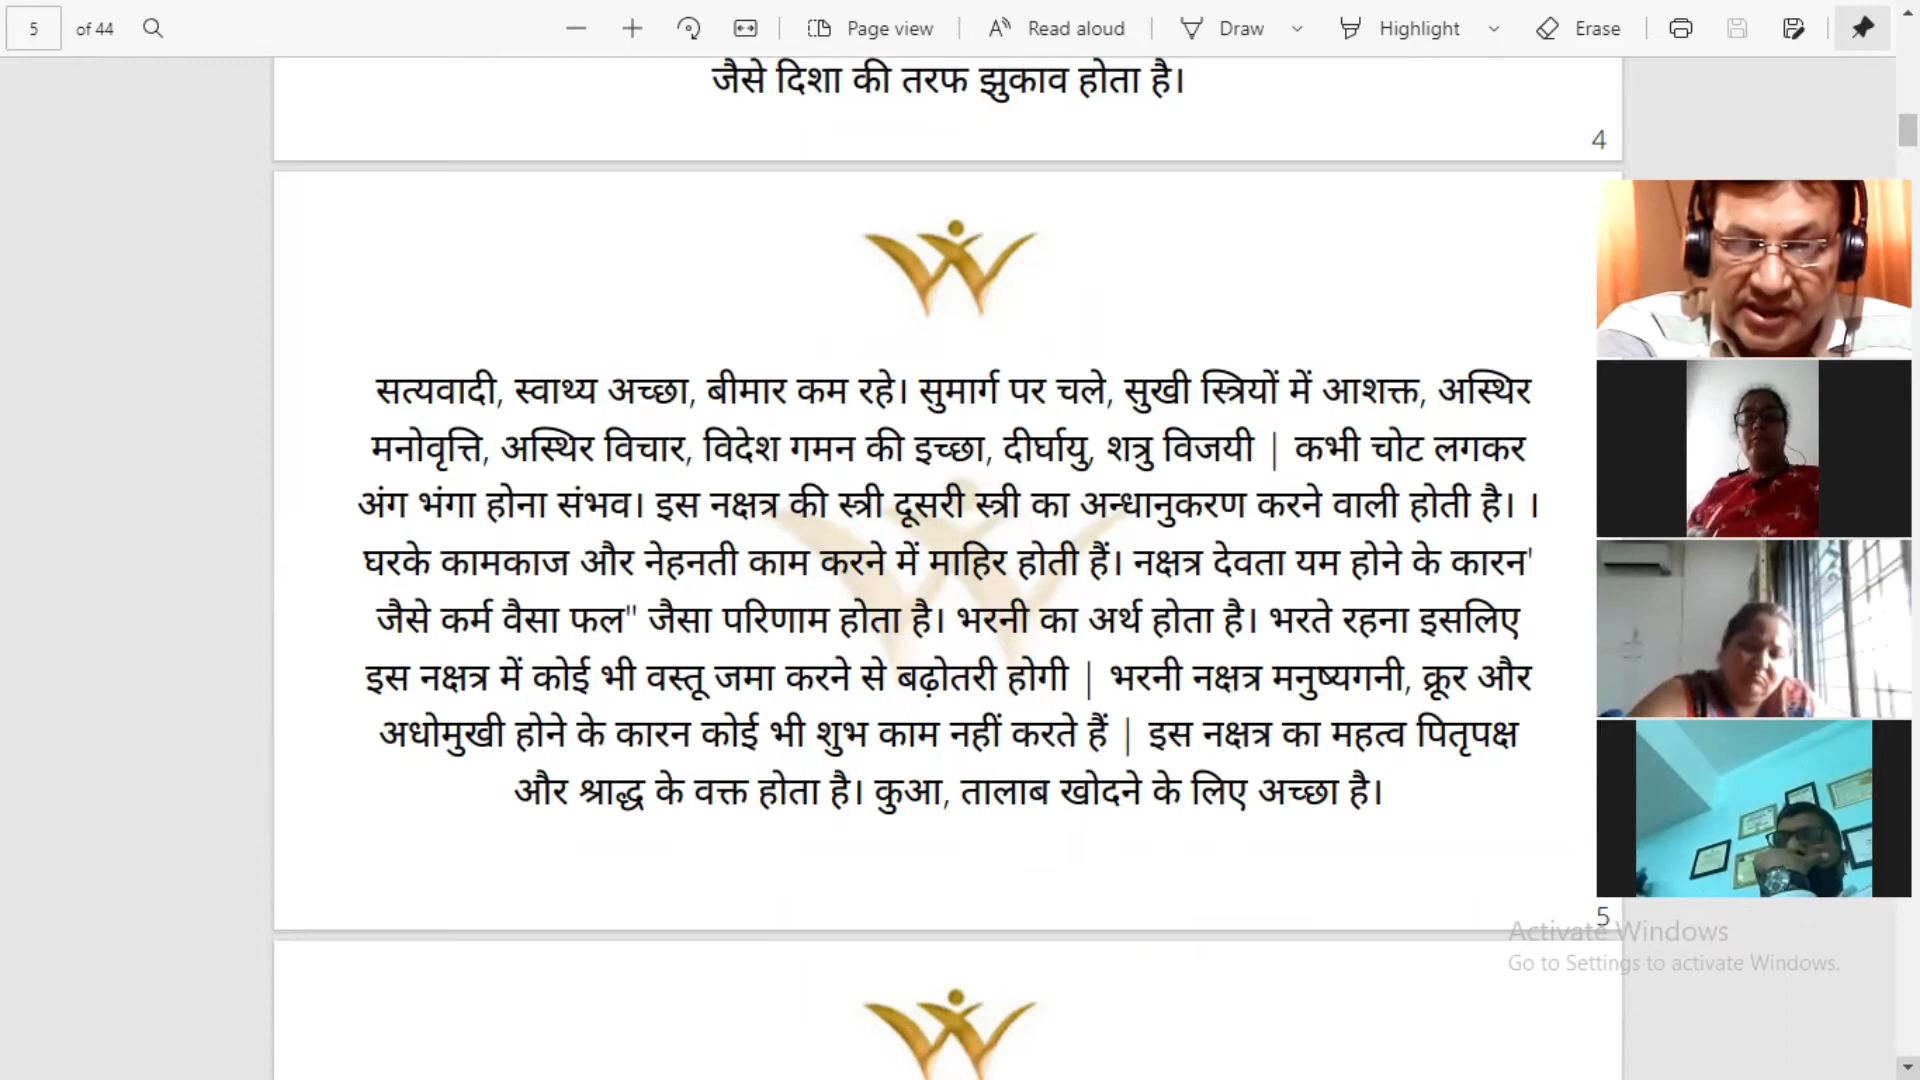 5 of 44 Page view Read aloud Draw Highlight Erase
जैसे दिशा की तरफ झुकाव होता है।
4
सत्यवादी, स्वाथ्य अच्छा, बीमार कम रहे। सुमार्ग पर चले, सुखी स्त्रियों में आशक्त, अस्थिर
मनोवृत्ति, अस्थिर विचार, विदेश गमन की इच्छा, दीर्घायु, शत्रु विजयी | कभी चोट लगकर
अंग भंगा होना संभव। इस नक्षत्र की स्त्री दूसरी स्त्री का अन्धानुकरण करने वाली होती है। ।
घरके कामकाज और नेहनती काम करने में माहिर होती हैं। नक्षत्र देवता यम होने के कारन'
जैसे कर्म वैसा फल" जैसा परिणाम होता है। भरनी का अर्थ होता है। भरते रहना इसलिए
इस नक्षत्र में कोई भी वस्तू जमा करने से बढ़ोतरी होगी | भरनी नक्षत्र मनुष्यगनी, क्रूर और
अधोमुखी होने के कारन कोई भी शुभ काम नहीं करते हैं | इस नक्षत्र का महत्व पितृपक्ष
और श्राद्ध के वक्त होता है। कुआ, तालाब खोदने के लिए अच्छा है।
5
Activate Windows
Go to Settings to activate Windows.